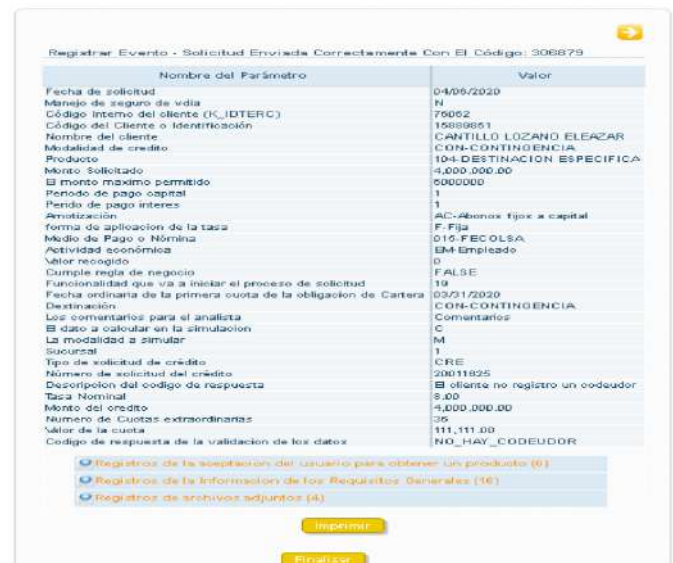 Registrar Evento - Solicitud Enviada Correctamente Con El Código: 306879
Nombre del Parámetro Valor
Fecha de solicitud 04/06/2020
Manejo de seguro de vdia N
Código Interno del cliente (K_IDTERC) 76062
Código del Cliente o Identificación 15889851
Nombre del cliente CANTILLO LOZANO ELEAZAR
Modalidad de credito CON-CONTINGENCIA
Producto 104-DESTINACION ESPECIFICA
Monto Solicitado 4,000,000.00
El monto maximo permitido 6000000
Periodo de pago capital 1
Perido de pago interes 1
Amotización AC-Abonos fijos a capital
forma de aplicacion de la tasa F-Fija
Medio de Pago o Nómina 016-FECOLSA
Actividad económica EM-Empleado
Valor recogido 0
Cumple regla de negocio FALSE
Funcionalidad que va a iniciar el proceso de solicitud 19
Fecha ordinaria de la primera cuota de la obligacion de Cartera 03/31/2020
Destinación CON-CONTINGENCIA
Los comentarios para el analista Comentarios
El dato a calcular en la simulacion C
La modalidad a simular M
Sucursal 1
Tipo de solicitud de crédito CRE
Número de solicitud del crédito 20011825
Descripcion del codigo de respuesta El cliente no registro un codeudor
Tasa Nominal 8.00
Monto del credito 4,000,000.00
Numero de Cuotas extraordinarias 36
Valor de la cuota 111,111.00
Codigo de respuesta de la validacion de los datos NO_HAY_CODEUDOR
Registros de la aceptacion del usuario para obtener un producto (6)
Registros de la Informacion de los Requisitos Generales (16)
Registros de archivos adjuntos (4)
Imprimir
Finalizar